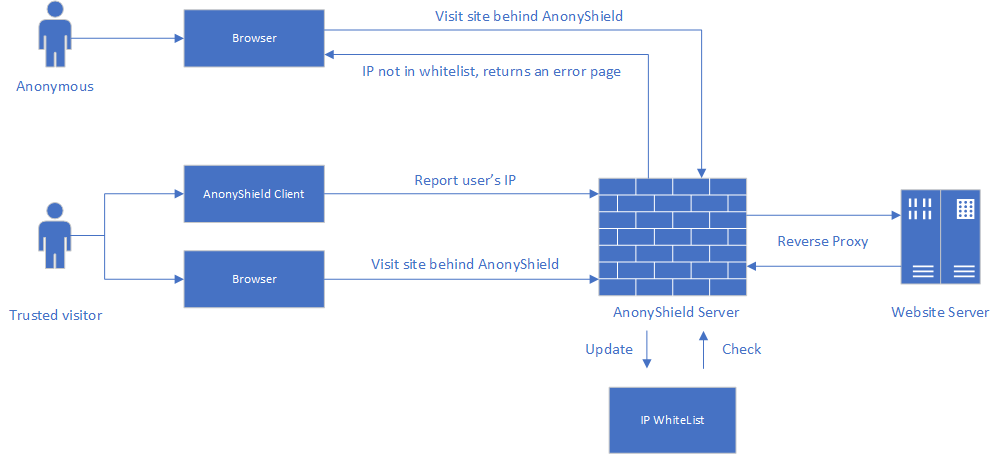 Visit site behind AnonyShield
Browser
IP not in whitelist, returns an error page
Anonymous
AnonyShield Client
Report user’s IP
Reverse Proxy
Browser
Visit site behind AnonyShield
Trusted visitor
AnonyShield Server
Website Server
Update
Check
IP WhiteList